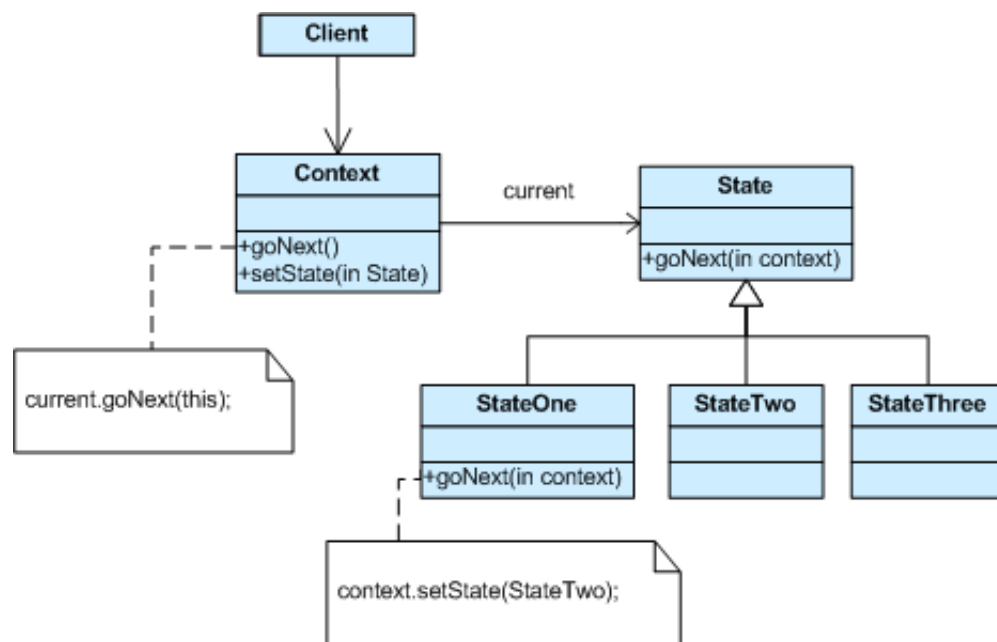 Client
Context
+goNext()
+setState(in State)
current
State
+goNext(in context)
current.goNext(this);
StateOne
+goNext(in context)
StateTwo
StateThree
context.setState(StateTwo);